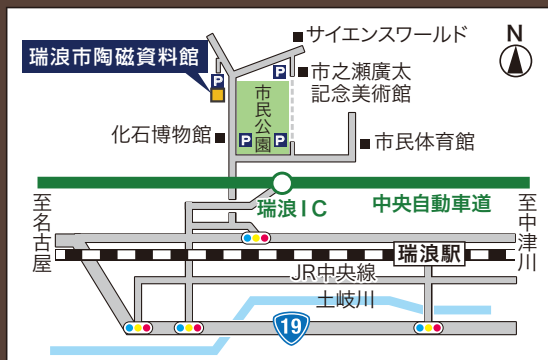 サイエンスワールド
N
瑞浪市陶磁資料館
P
P
市之瀬廣太
記念美術館
市民公園
化石博物館
P
P
市民体育館
至名古屋
瑞浪IC
中央自動車道
至中津川
瑞浪駅
JR中央線
土岐川
19